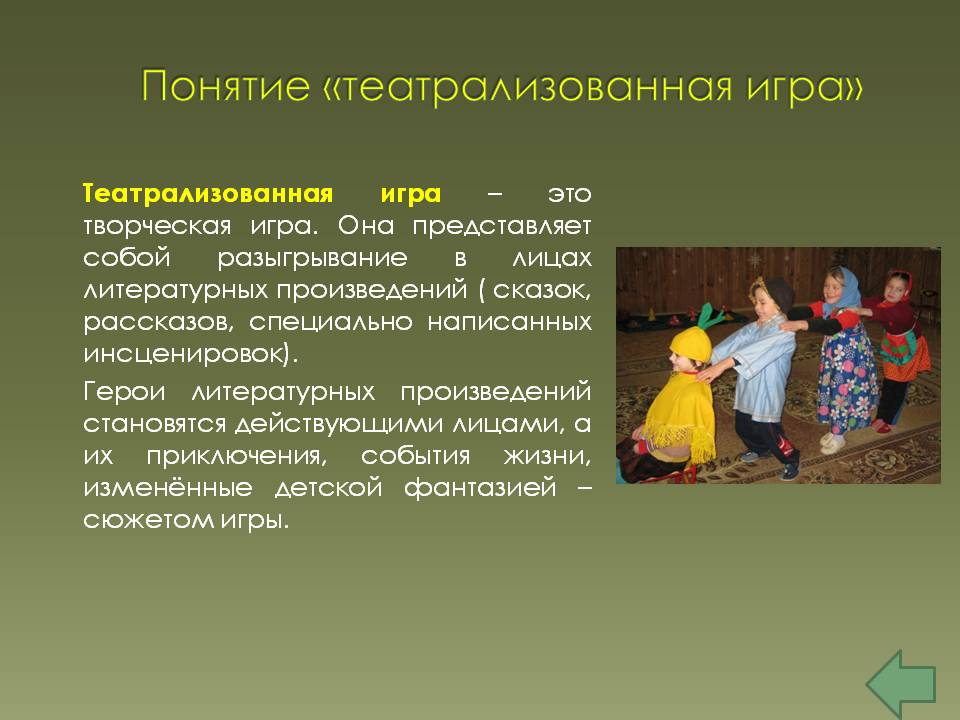 Понятие «театрализованная игра»
Театрализованная игра – это
творческая игра. Она представляет
собой разыгрывание в лицах
литературных произведений ( сказок,
рассказов, специально написанных
инсценировок).
Герои литературных произведений
становятся действующими лицами, а
их приключения, события жизни,
изменённые детской фантазией –
сюжетом игры.